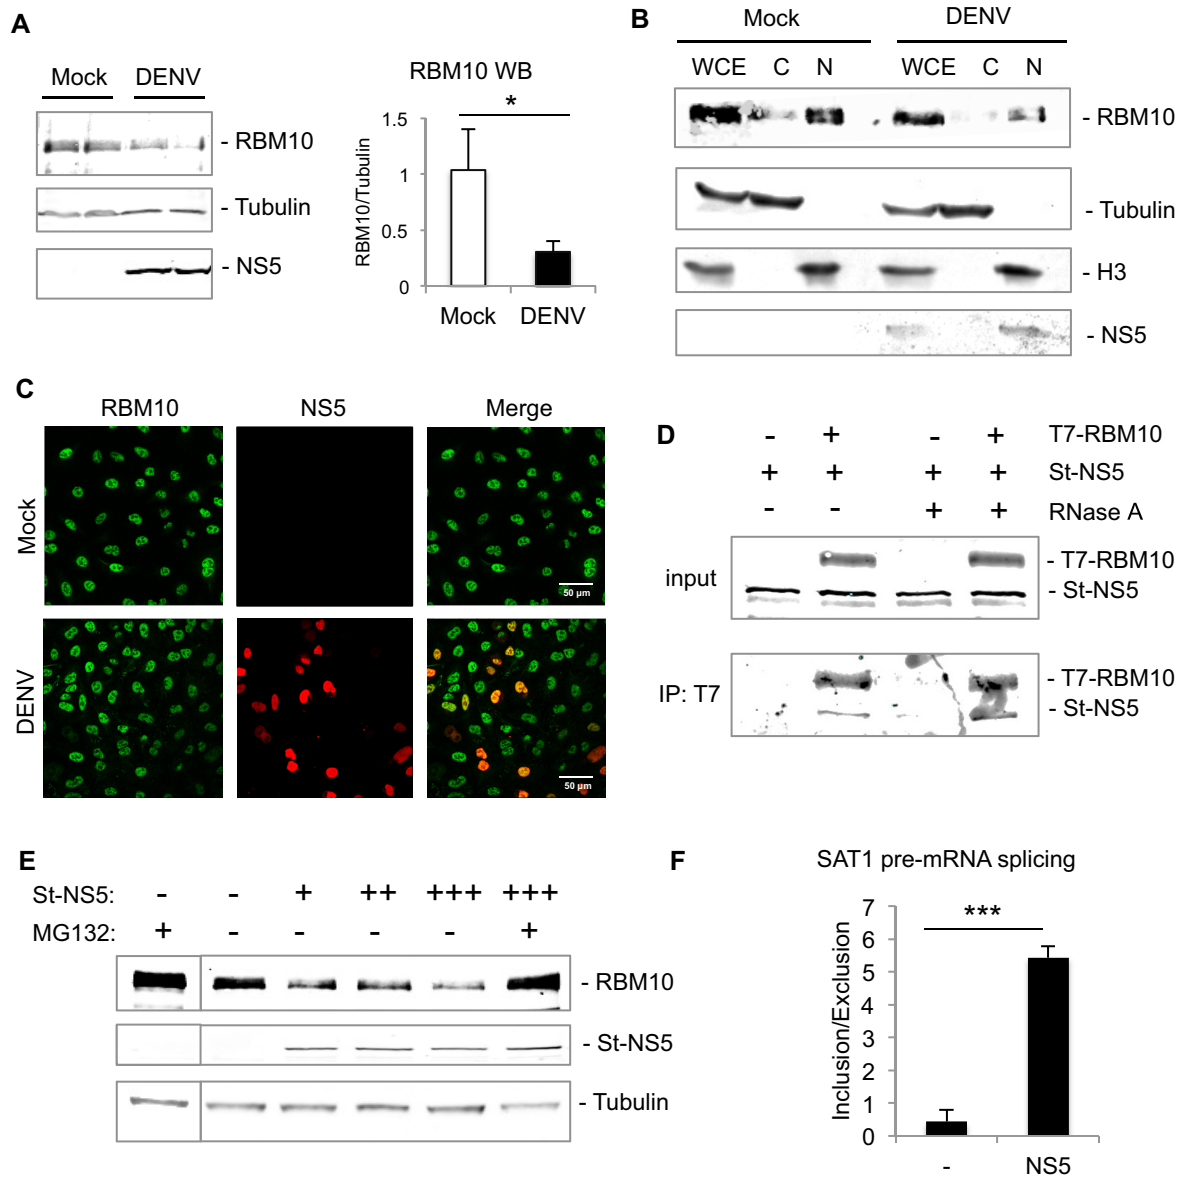 A
Mock DENV
- RBM10
- Tubulin
- NS5
RBM10 WB
*
RBM10/Tubulin
1.5
1
0.5
0
Mock DENV
B
Mock DENV
WCE C N WCE C N
- RBM10
- Tubulin
- H3
- NS5
C
RBM10 NS5 Merge
Mock
50 µm
DENV
50 µm
D
- + - + T7-RBM10
+ + + + St-NS5
- - + + RNase A
input
- T7-RBM10
- St-NS5
IP: T7
- T7-RBM10
- St-NS5
E
St-NS5: - - + ++ +++ +++
MG132: + - - - - +
- RBM10
- St-NS5
- Tubulin
F
SAT1 pre-mRNA splicing
***
Inclusion/Exclusion
7
6
5
4
3
2
1
0
- NS5